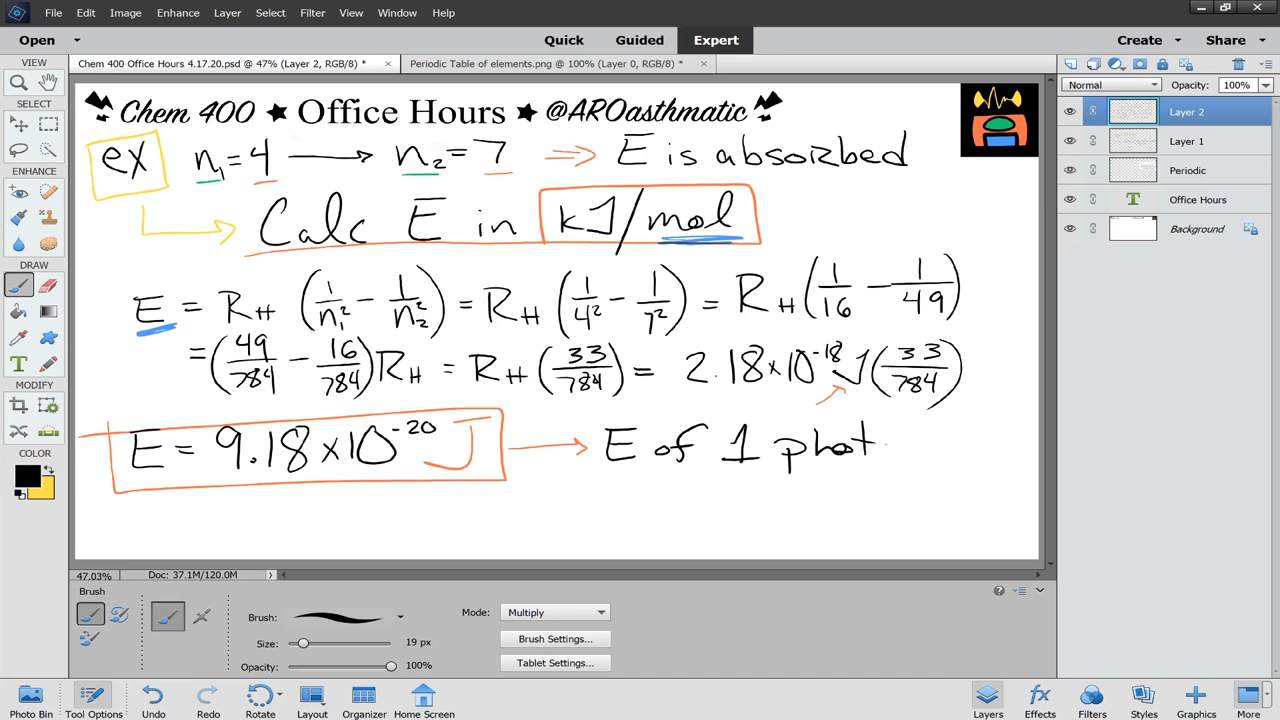 File Edit Image Enhance Layer Select Filter View Window Help
Open Quick Guided Expert Create Share
VIEW
Chem 400 Office Hours 4.17.20.psd @ 47% (Layer 2, RGB/8) *
Periodic Table of elements.png @ 100% (Layer 0, RGB/8) *
Normal Opacity: 100%
SELECT
ENHANCE
DRAW
MODIFY
COLOR
Chem 400 ★ Office Hours ★ @AROasthmatic
ex n₁=4 → n₂=7 ⇒ E is absoizbed
Calc E in kJ/mol
E = R_H (1/n₁² − 1/n₂²) = R_H (1/4² − 1/7²) = R_H (1/16 − 1/49)
= (49/784 − 16/784) R_H = R_H (33/784) = 2.18×10⁻¹⁸ J (33/784)
E = 9.18×10⁻²⁰ J → E of 1 phot
Layer 2
Layer 1
Periodic
T Office Hours
Background
47.03% Doc: 37.1M/120.0M
Brush
Brush:
Size: 19 px
Opacity: 100%
Mode: Multiply
Brush Settings...
Tablet Settings...
Photo Bin Tool Options Undo Redo Rotate Layout Organizer Home Screen Layers Effects Filters Styles Graphics More